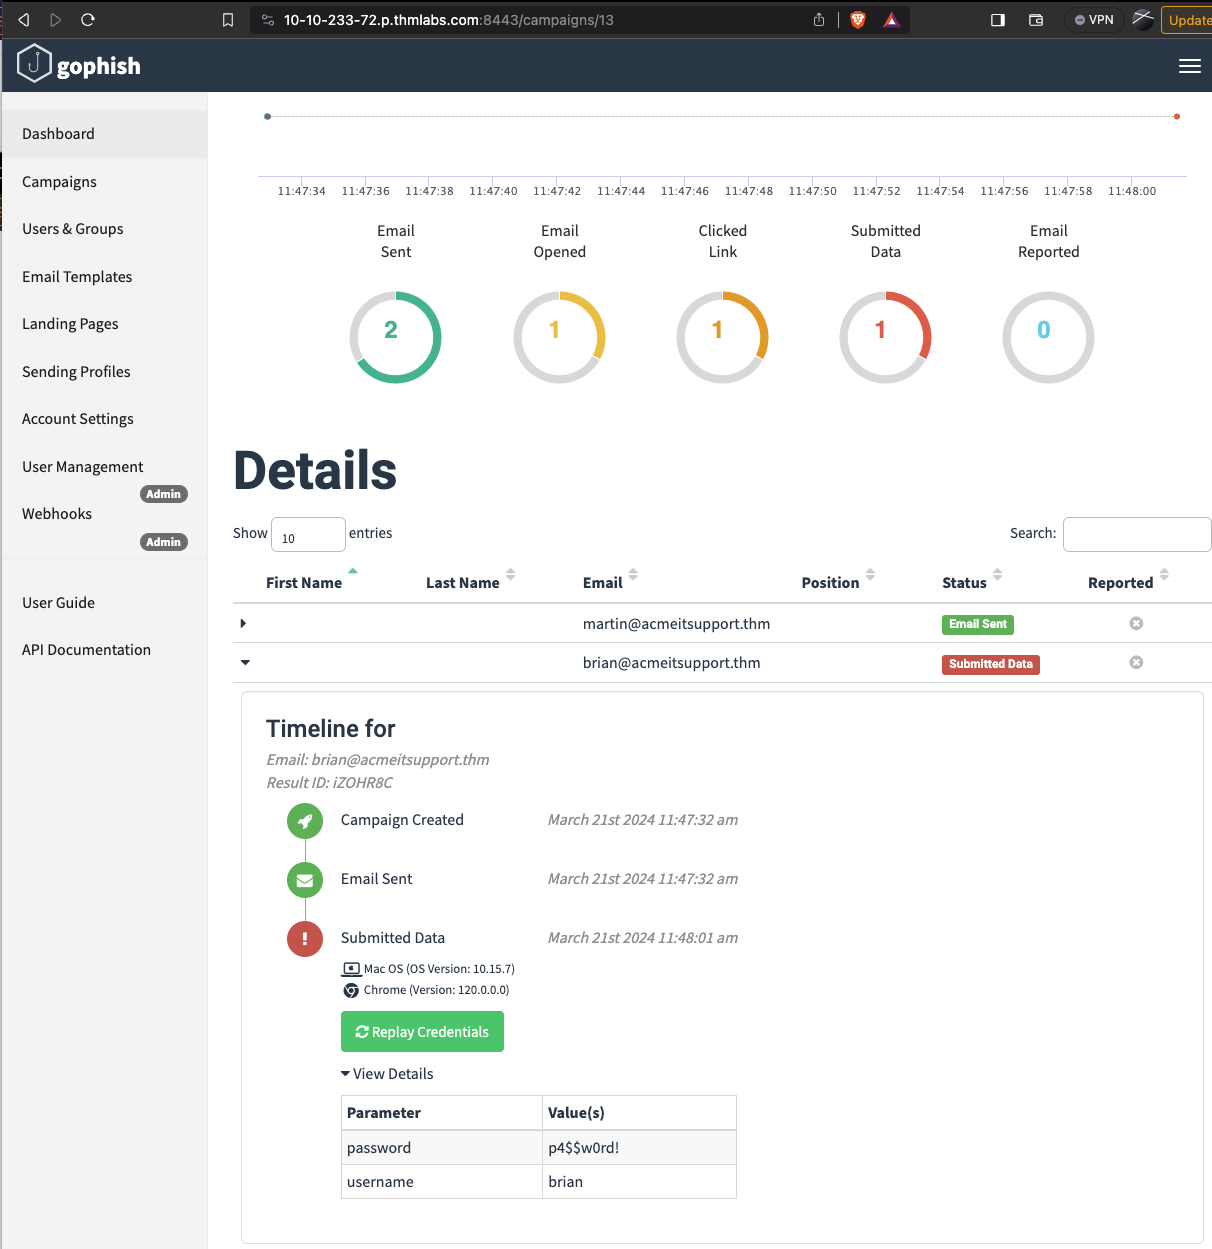 10-10-233-72.p.thmlabs.com:8443/campaigns/13
VPN
Update
gophish
Dashboard
Campaigns
Users & Groups
Email Templates
Landing Pages
Sending Profiles
Account Settings
User Management
Admin
Webhooks
Admin
User Guide
API Documentation
11:47:34 11:47:36 11:47:38 11:47:40 11:47:42 11:47:44 11:47:46 11:47:48 11:47:50 11:47:52 11:47:54 11:47:56 11:47:58 11:48:00
Email Sent
Email Opened
Clicked Link
Submitted Data
Email Reported
2 1 1 1 0
Details
Show 10 entries
Search:
First Name Last Name Email Position Status Reported
martin@acmeitsupport.thm Email Sent
brian@acmeitsupport.thm Submitted Data
Timeline for
Email: brian@acmeitsupport.thm
Result ID: iZOHR8C
Campaign Created March 21st 2024 11:47:32 am
Email Sent March 21st 2024 11:47:32 am
Submitted Data March 21st 2024 11:48:01 am
Mac OS (OS Version: 10.15.7)
Chrome (Version: 120.0.0.0)
Replay Credentials
View Details
Parameter Value(s)
password p4$$w0rd!
username brian